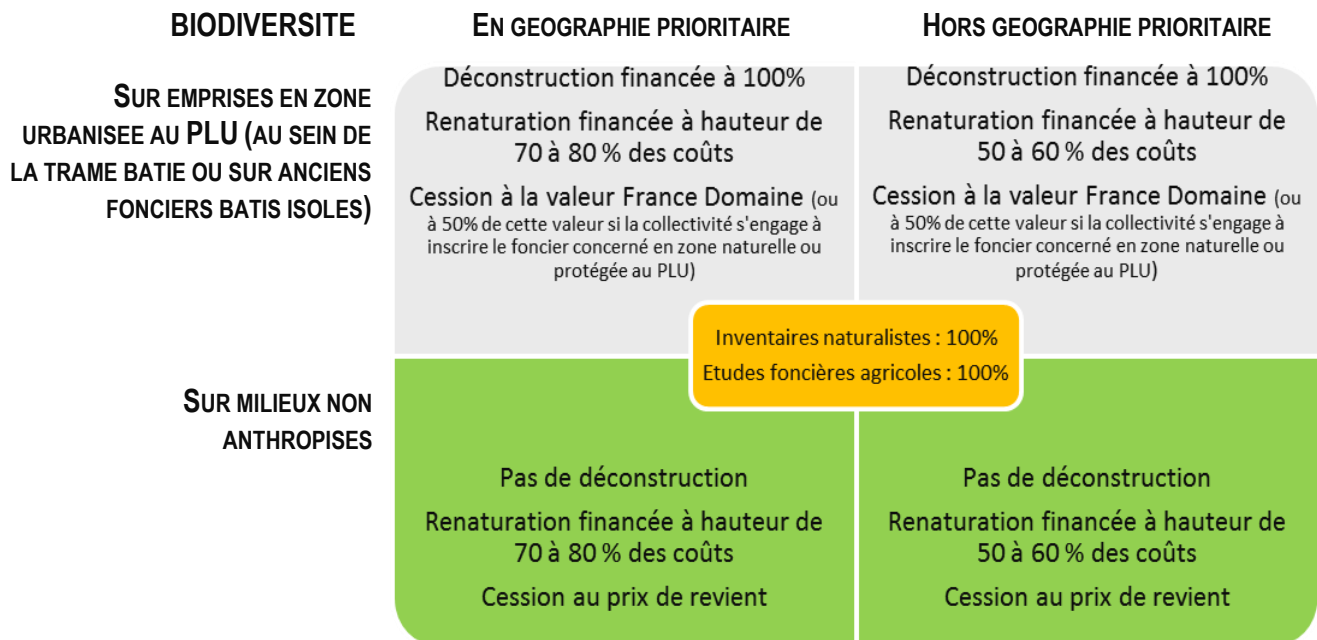 BIODIVERSITE
EN GEOGRAPHIE PRIORITAIRE
HORS GEOGRAPHIE PRIORITAIRE
SUR EMPRISES EN ZONE
URBANISEE AU PLU (AU SEIN DE
LA TRAME BATIE OU SUR ANCIENS
FONCIERS BATIS ISOLES)
Déconstruction financée à 100%
Renaturation financée à hauteur de
70 à 80 % des coûts
Cession à la valeur France Domaine (ou
à 50% de cette valeur si la collectivité s'engage à
inscrire le foncier concerné en zone naturelle ou
protégée au PLU)
Déconstruction financée à 100%
Renaturation financée à hauteur de
50 à 60 % des coûts
Cession à la valeur France Domaine (ou
à 50% de cette valeur si la collectivité s'engage à
inscrire le foncier concerné en zone naturelle ou
protégée au PLU)
Inventaires naturalistes : 100%
Etudes foncières agricoles : 100%
SUR MILIEUX NON
ANTHROPISES
Pas de déconstruction
Renaturation financée à hauteur de
70 à 80 % des coûts
Cession au prix de revient
Pas de déconstruction
Renaturation financée à hauteur de
50 à 60 % des coûts
Cession au prix de revient